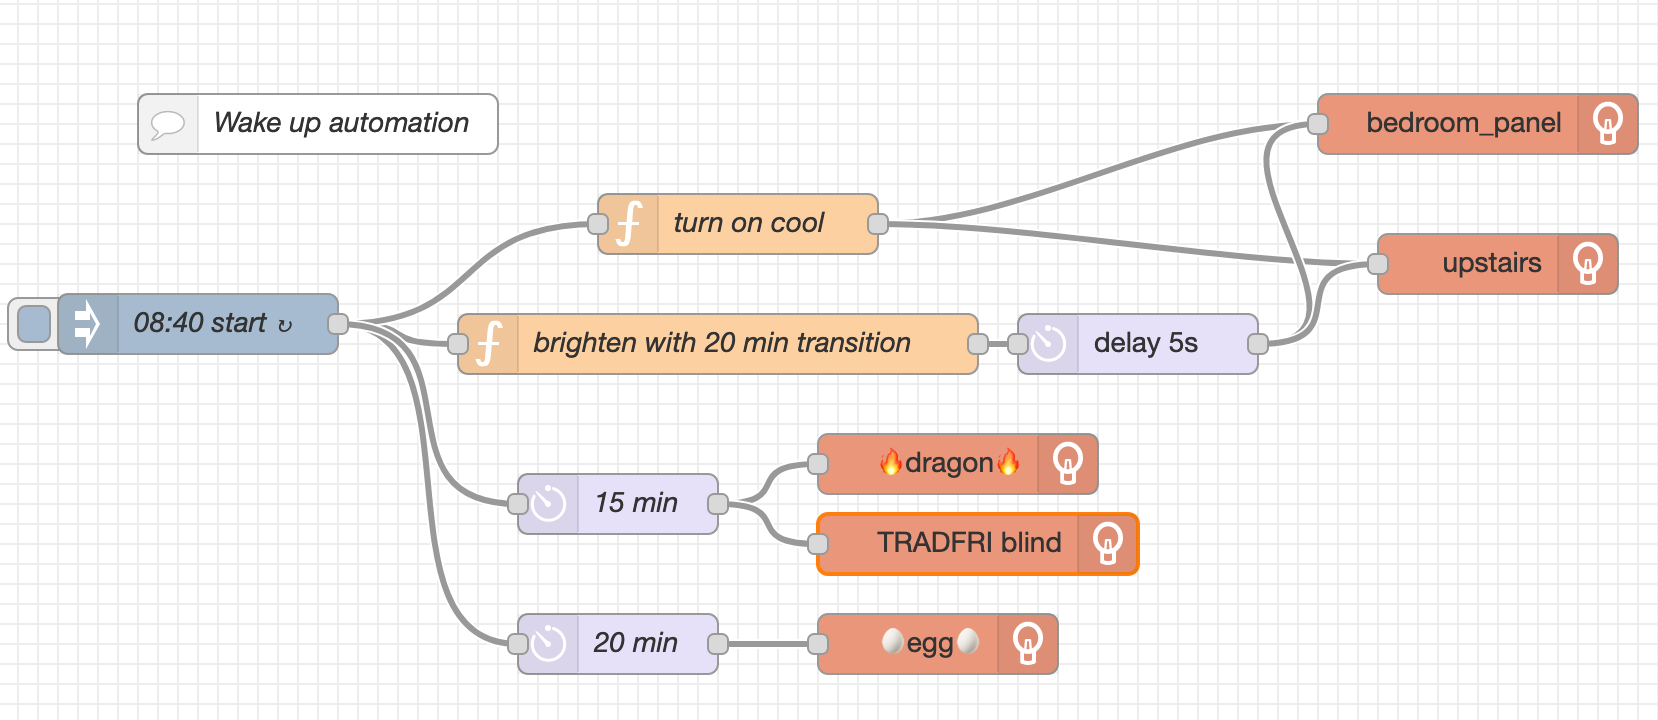 Wake up automation
bedroom_panel
turn on cool
upstairs
08:40 start ↻
brighten with 20 min transition
delay 5s
🔥dragon🔥
15 min
TRADFRI blind
20 min
🥚egg🥚